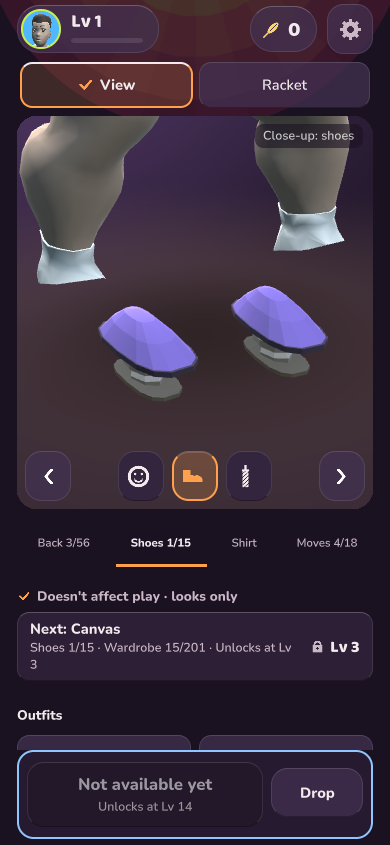 Lv 1
0
View
Racket
Close-up: shoes
Back 3/56
Shoes 1/15
Shirt
Moves 4/18
Doesn't affect play · looks only
Next: Canvas
Shoes 1/15 · Wardrobe 15/201 · Unlocks at Lv
3
Lv 3
Outfits
Not available yet
Unlocks at Lv 14
Drop